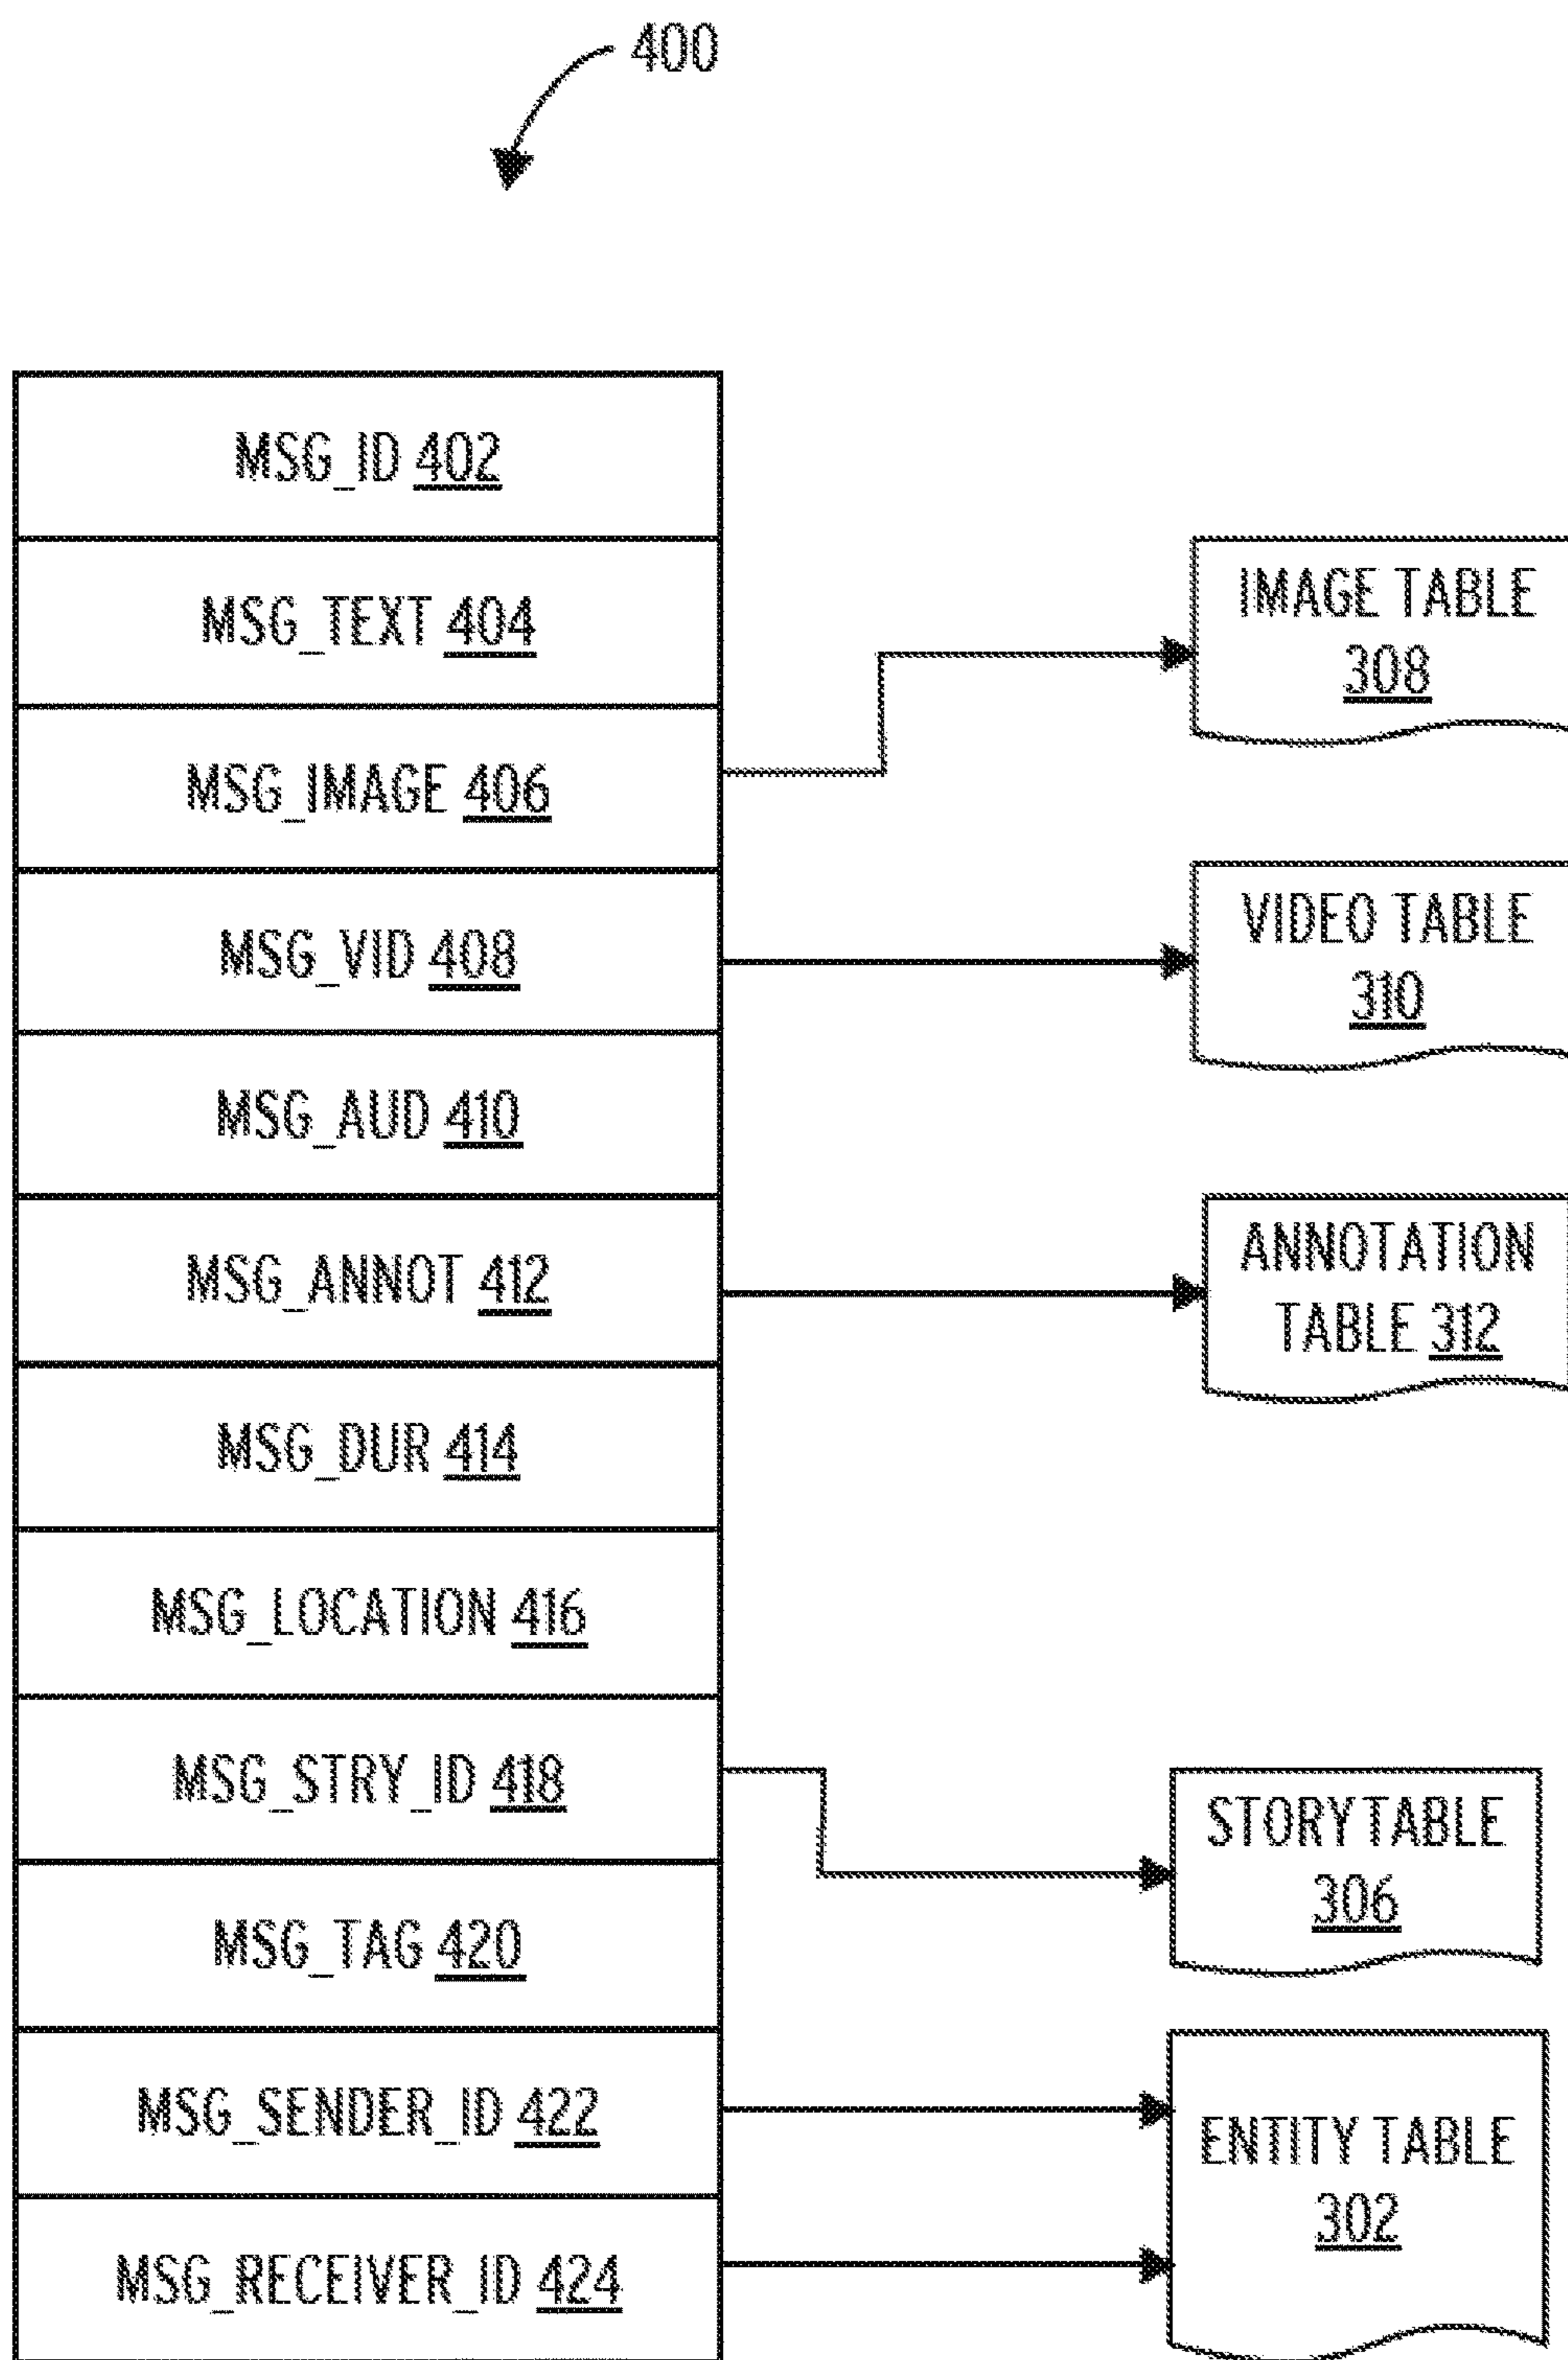 400
MSG_ID 402
MSG_TEXT 404
MSG_IMAGE 406
MSG_VID 408
MSG_AUD 410
MSG_ANNOT 412
MSG_DUR 414
MSG_LOCATION 416
MSG_STRY_ID 418
MSG_TAG 420
MSG_SENDER_ID 422
MSG_RECEIVER_ID 424
IMAGE TABLE
308
VIDEO TABLE
310
ANNOTATION
TABLE 312
STORY TABLE
306
ENTITY TABLE
302